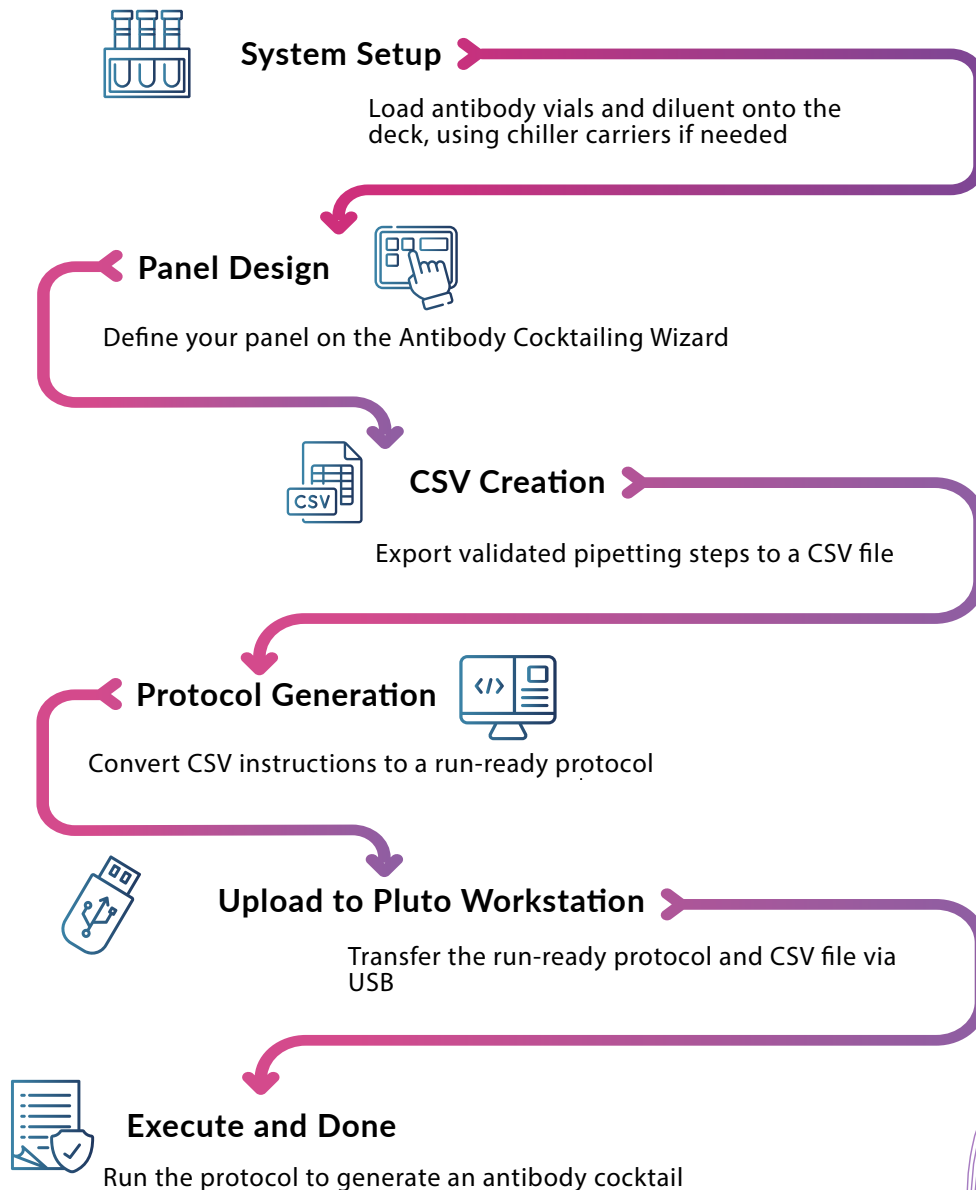 System Setup
Load antibody vials and diluent onto the
deck, using chiller carriers if needed
Panel Design
Define your panel on the Antibody Cocktailing Wizard
CSV Creation
CSV
Export validated pipetting steps to a CSV file
Protocol Generation
</>
Convert CSV instructions to a run-ready protocol
Upload to Pluto Workstation
Transfer the run-ready protocol and CSV file via
USB
Execute and Done
Run the protocol to generate an antibody cocktail